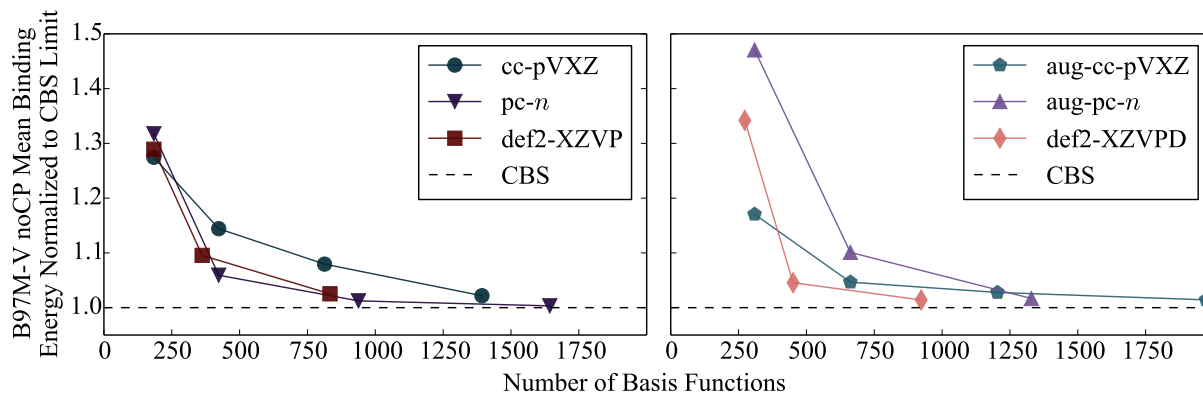 B97M-V noCP Mean Binding
Energy Normalized to CBS Limit
1.5
1.4
1.3
1.2
1.1
1.0
cc-pVXZ
pc-n
def2-XZVP
CBS
0 250 500 750 1000 1250 1500 1750
aug-cc-pVXZ
aug-pc-n
def2-XZVPD
CBS
0 250 500 750 1000 1250 1500 1750
Number of Basis Functions